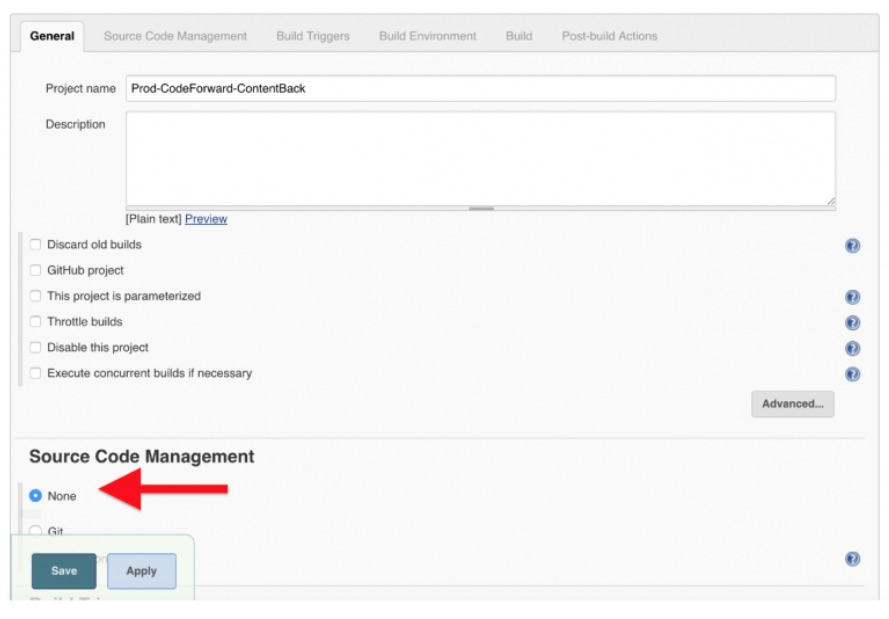 General Source Code Management Build Triggers Build Environment Build Post-build Actions
Project name Prod-CodeForward-ContentBack
Description
[Plain text] Preview
Discard old builds
GitHub project
This project is parameterized
Throttle builds
Disable this project
Execute concurrent builds if necessary
Advanced...
Source Code Management
None
Git
Save Apply